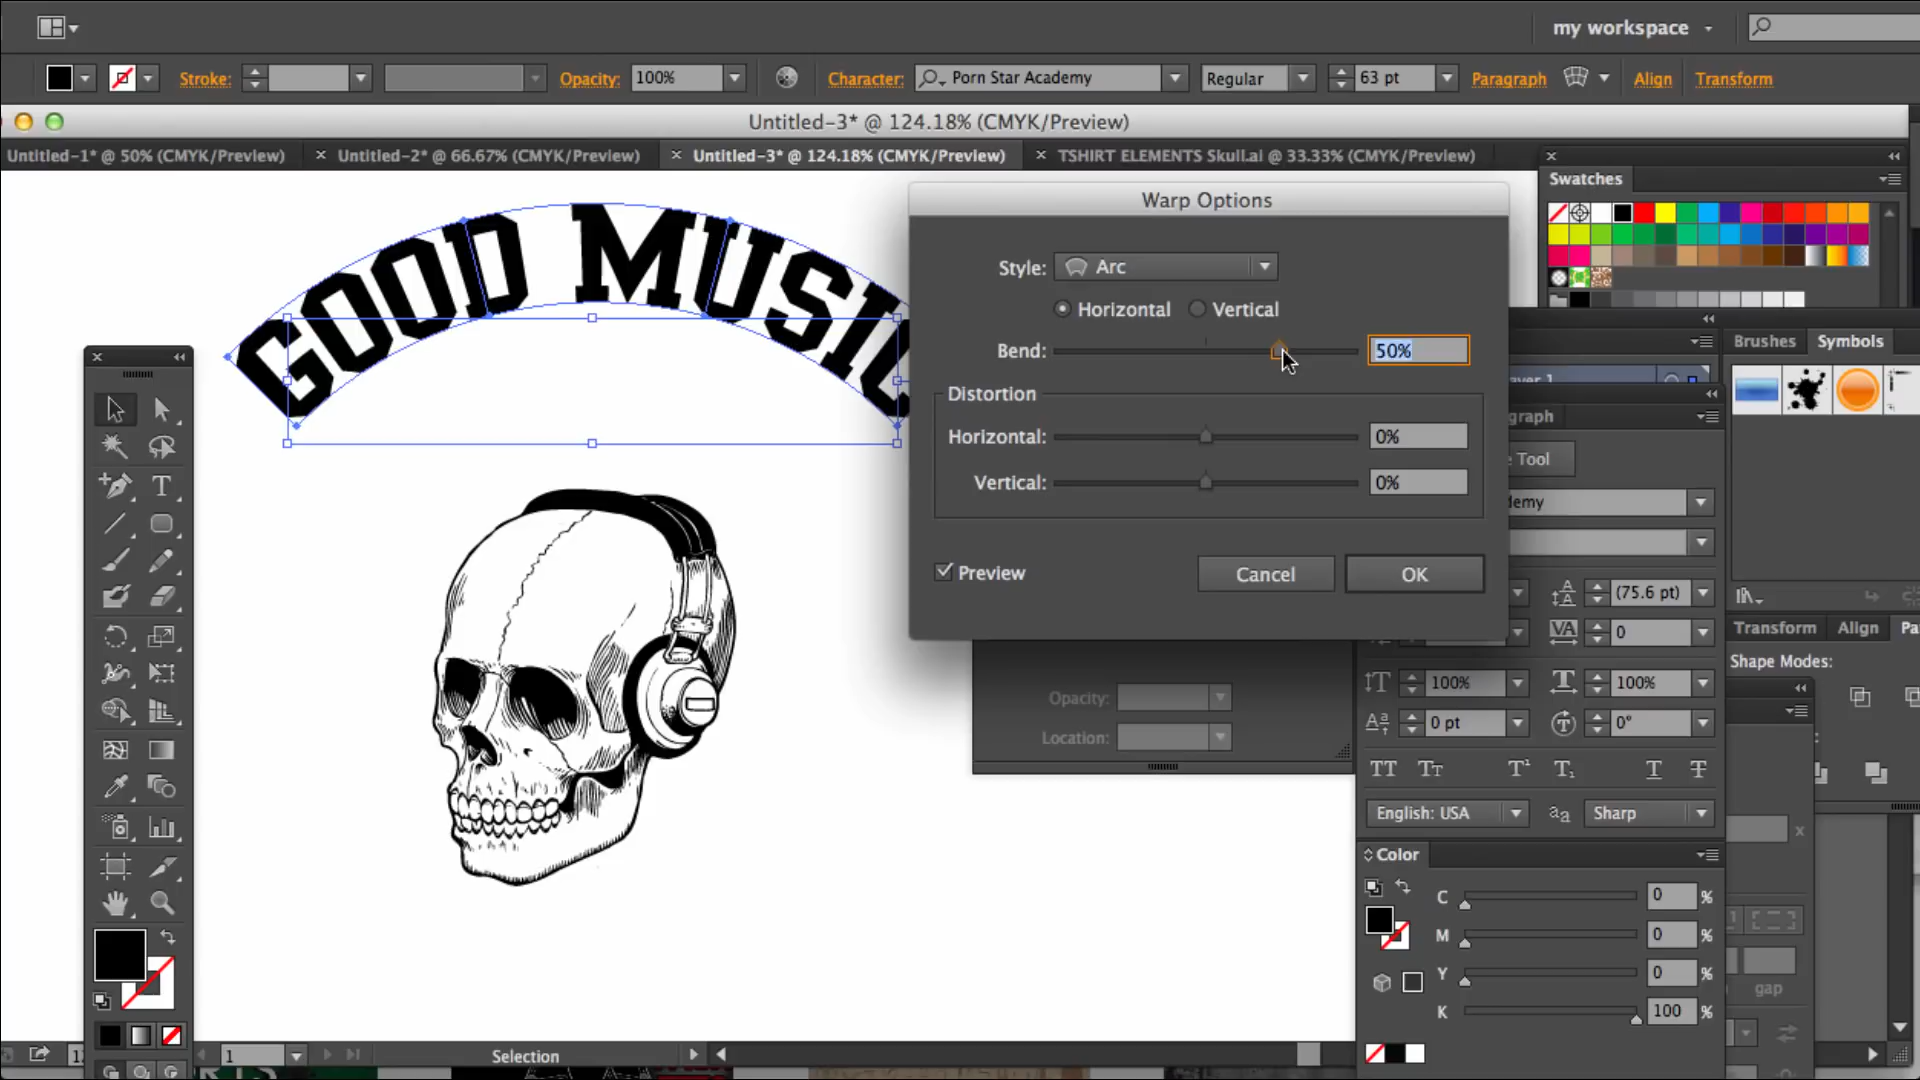 my workspace
Stroke:
Opacity: 100%
Character: Porn Star Academy Regular 63 pt Paragraph Align Transform
Untitled-3* @ 124.18% (CMYK/Preview)
Untitled-1* @ 50% (CMYK/Preview)
Untitled-2* @ 66.67% (CMYK/Preview)
Untitled-3* @ 124.18% (CMYK/Preview)
TSHIRT ELEMENTS Skull.ai @ 33.33% (CMYK/Preview)
Swatches
GOOD MUSIC
Warp Options
Style: Arc
Horizontal Vertical
Bend: 50%
Distortion
Horizontal: 0%
Vertical: 0%
Preview
Cancel
OK
Brushes Symbols
Tool
(75.6 pt)
VA 0
Transform Align
Shape Modes:
100% 100%
0 pt 0°
Opacity:
Location:
TT Tt T¹ T₁ T T
English: USA aa Sharp
Color
C 0 %
M 0 %
Y 0 %
K 100 %
gap
1 Selection